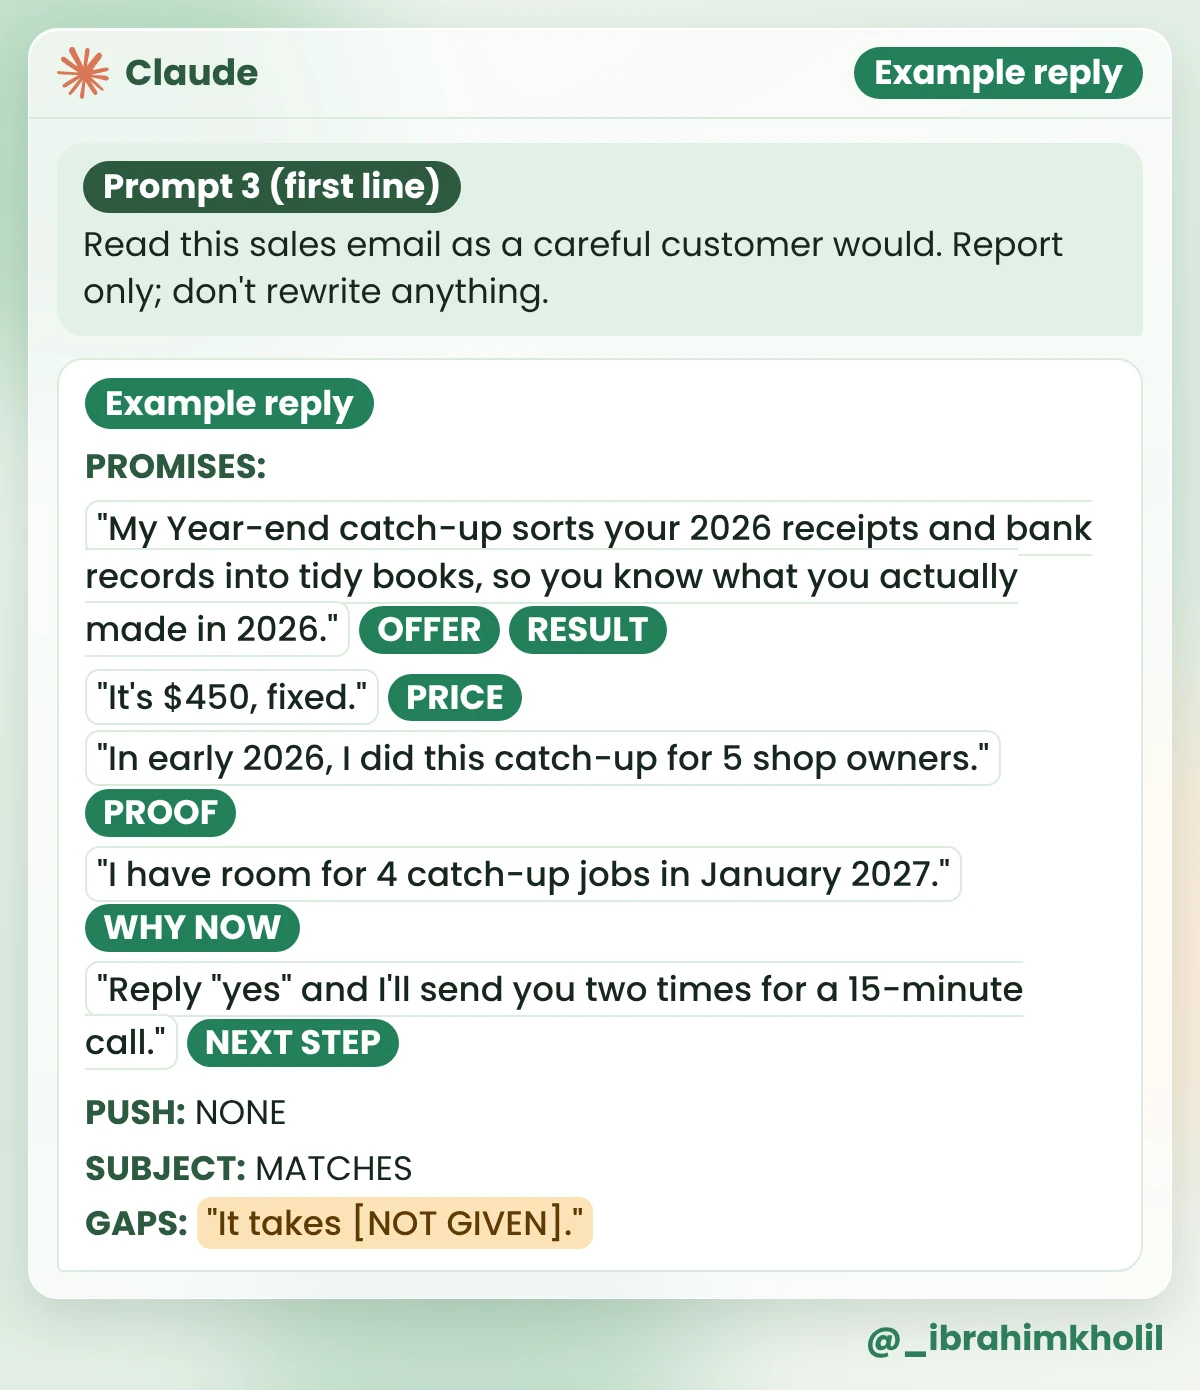 Claude
Example reply
Prompt 3 (first line)
Read this sales email as a careful customer would. Report
only; don't rewrite anything.
Example reply
PROMISES:
"My Year-end catch-up sorts your 2026 receipts and bank
records into tidy books, so you know what you actually
made in 2026." OFFER RESULT
"It's $450, fixed." PRICE
"In early 2026, I did this catch-up for 5 shop owners."
PROOF
"I have room for 4 catch-up jobs in January 2027."
WHY NOW
"Reply "yes" and I'll send you two times for a 15-minute
call." NEXT STEP
PUSH: NONE
SUBJECT: MATCHES
GAPS: "It takes [NOT GIVEN]."
@_ibrahimkholil